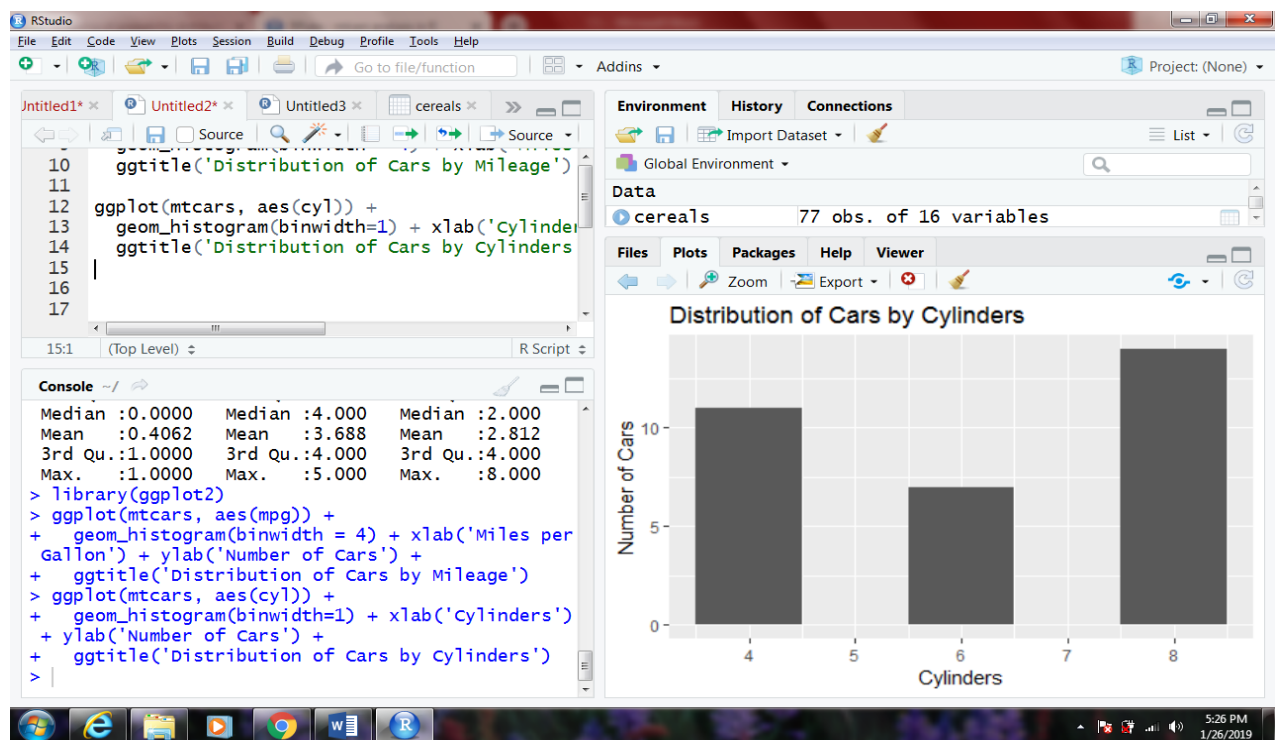 RStudio
File Edit Code View Plots Session Build Debug Profile Tools Help
Go to file/function Addins Project: (None)
Untitled1* Untitled2* Untitled3 cereals
Source Source
10 ggtitle('Distribution of Cars by Mileage')
11
12 ggplot(mtcars, aes(cyl)) +
13 geom_histogram(binwidth=1) + xlab('Cylinder
14 ggtitle('Distribution of Cars by Cylinders
15
16
17
15:1 (Top Level) R Script
Console ~/
Median :0.0000 Median :4.000 Median :2.000
Mean :0.4062 Mean :3.688 Mean :2.812
3rd Qu.:1.0000 3rd Qu.:4.000 3rd Qu.:4.000
Max. :1.0000 Max. :5.000 Max. :8.000
> library(ggplot2)
> ggplot(mtcars, aes(mpg)) +
+ geom_histogram(binwidth = 4) + xlab('Miles per
Gallon') + ylab('Number of Cars') +
+ ggtitle('Distribution of Cars by Mileage')
> ggplot(mtcars, aes(cyl)) +
+ geom_histogram(binwidth=1) + xlab('Cylinders')
+ ylab('Number of Cars') +
+ ggtitle('Distribution of Cars by Cylinders')
>
Environment History Connections
Import Dataset List
Global Environment
Data
cereals 77 obs. of 16 variables
Files Plots Packages Help Viewer
Zoom Export
Distribution of Cars by Cylinders
Number of Cars
10
5
0
4 5 6 7 8
Cylinders
5:26 PM
1/26/2019